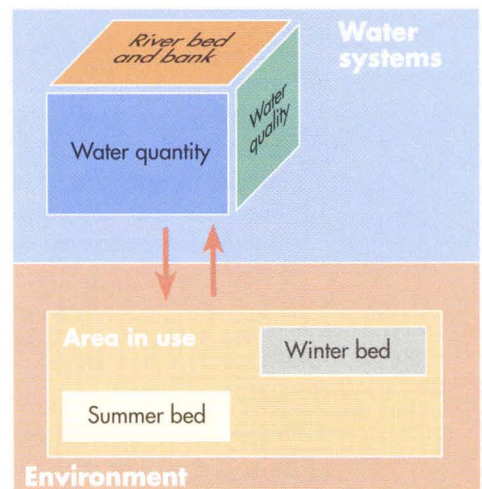 Water
systems
River bed
and bank
Water
quality
Water quantity
Area in use
Winter bed
Summer bed
Environment